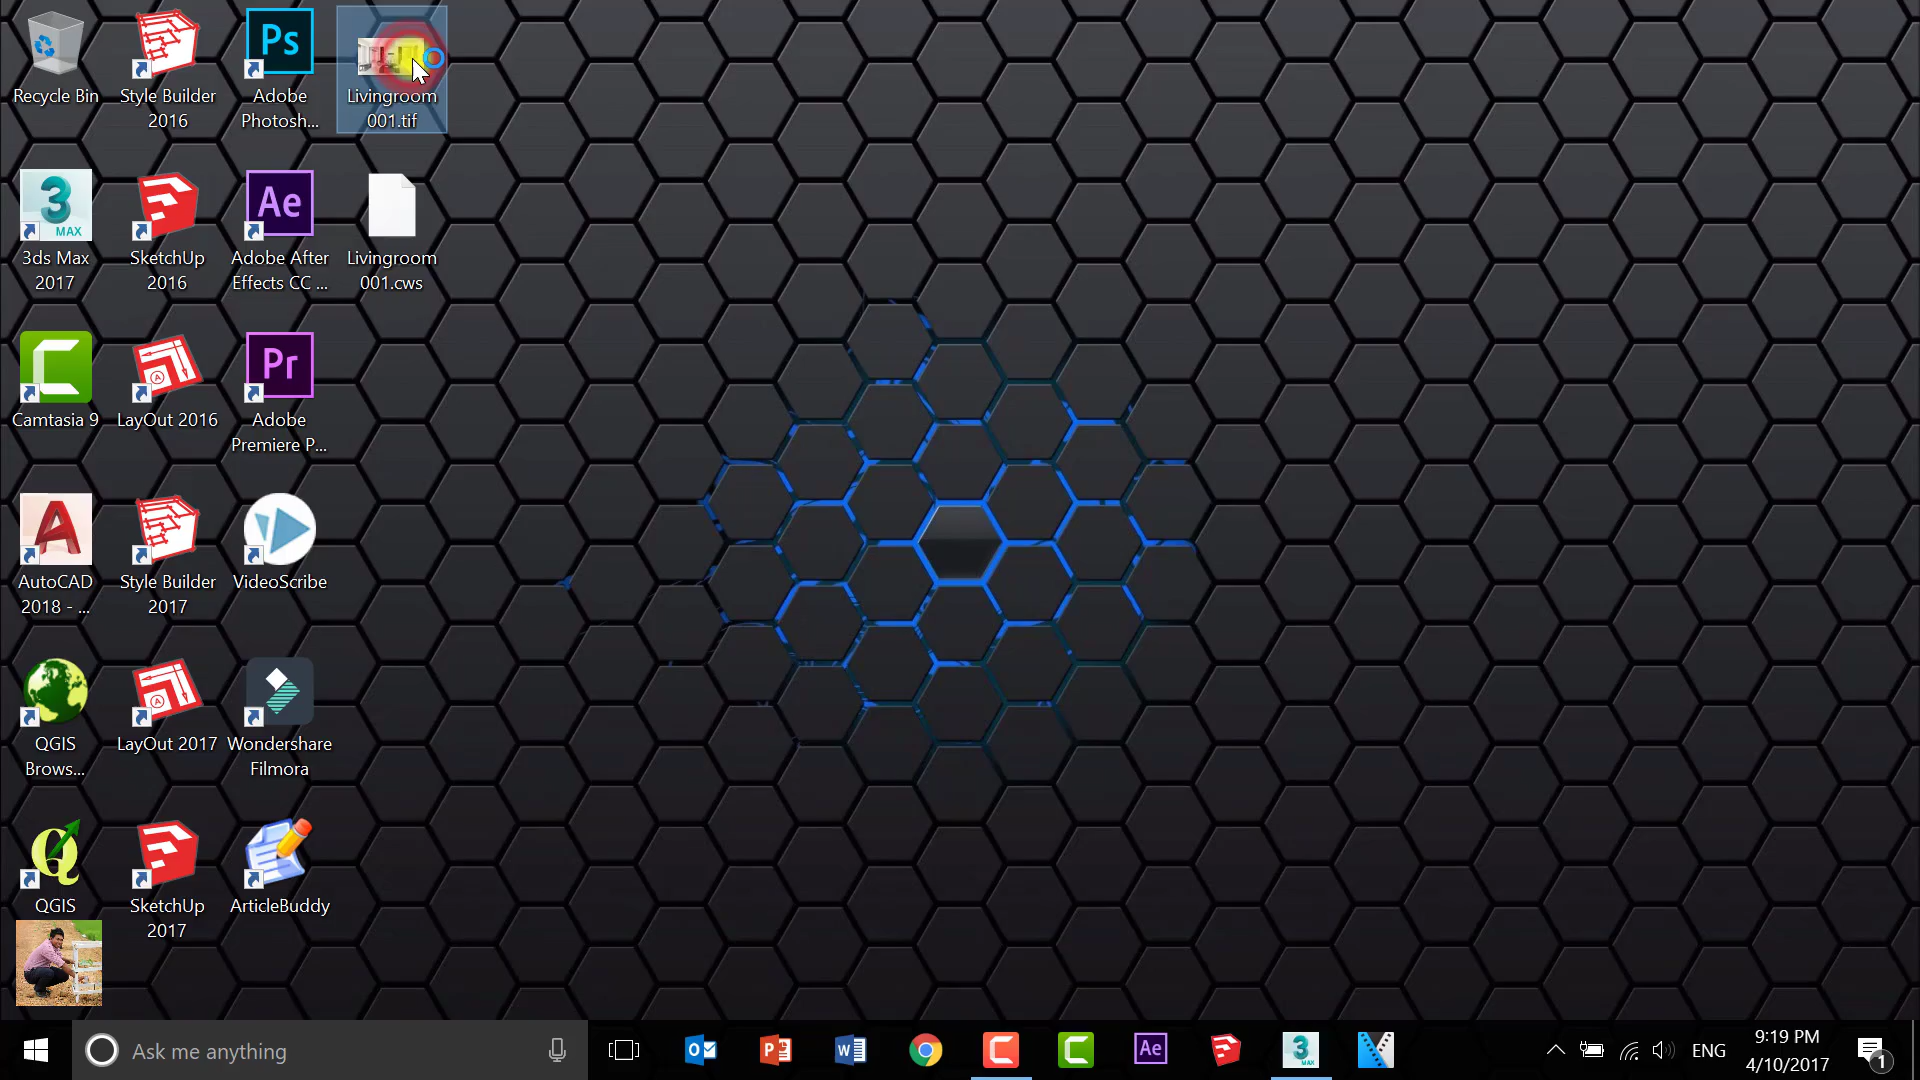 Recycle Bin
Style Builder
2016
Ps
Adobe
Photosh...
Livingroom
001.tif
3
MAX
3ds Max
2017
SketchUp
2016
Ae
Adobe After
Effects CC ...
Livingroom
001.cws
Camtasia 9
A
LayOut 2016
Pr
Adobe
Premiere P...
AutoCAD
2018 - ...
Style Builder
2017
VideoScribe
QGIS
Brows...
A
LayOut 2017
Wondershare
Filmora
QGIS
SketchUp
2017
ArticleBuddy
Ask me anything
Ae
3
MAX
ENG
9:19 PM
4/10/2017
1